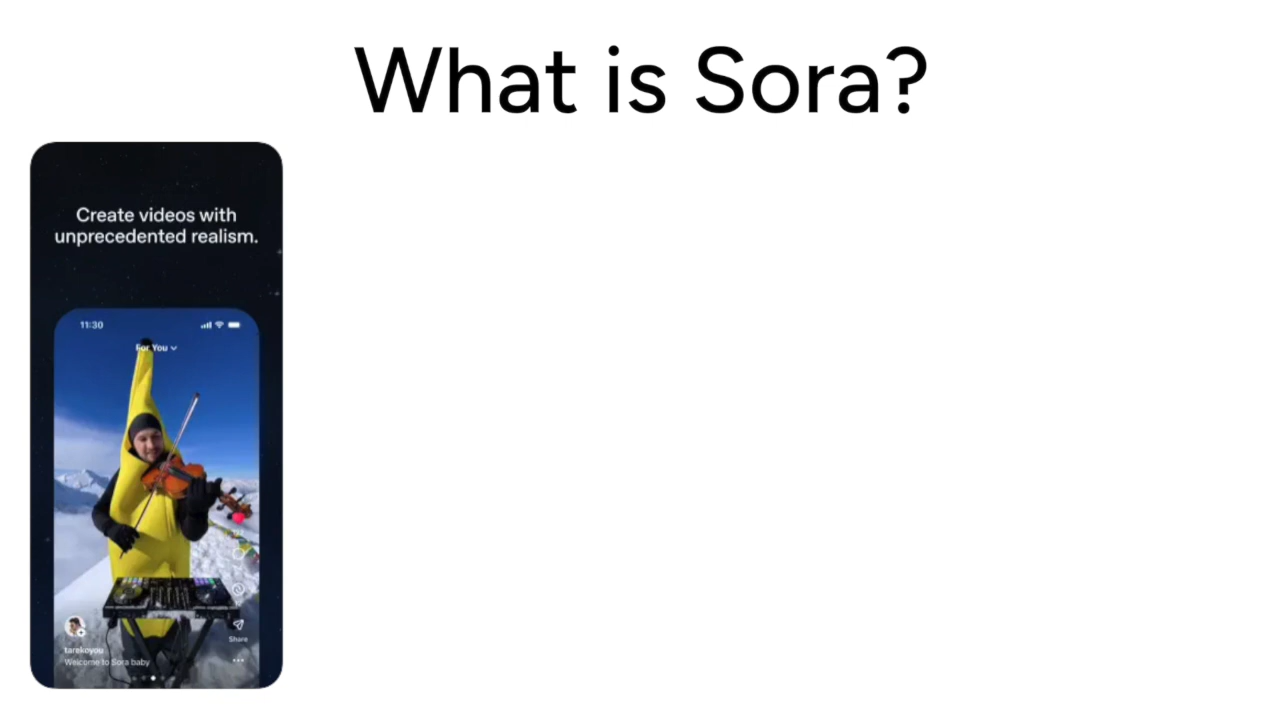 What is Sora?
Create videos with
unprecedented realism.
11:30
For You
Share
tarekoyou
Welcome to Sora baby